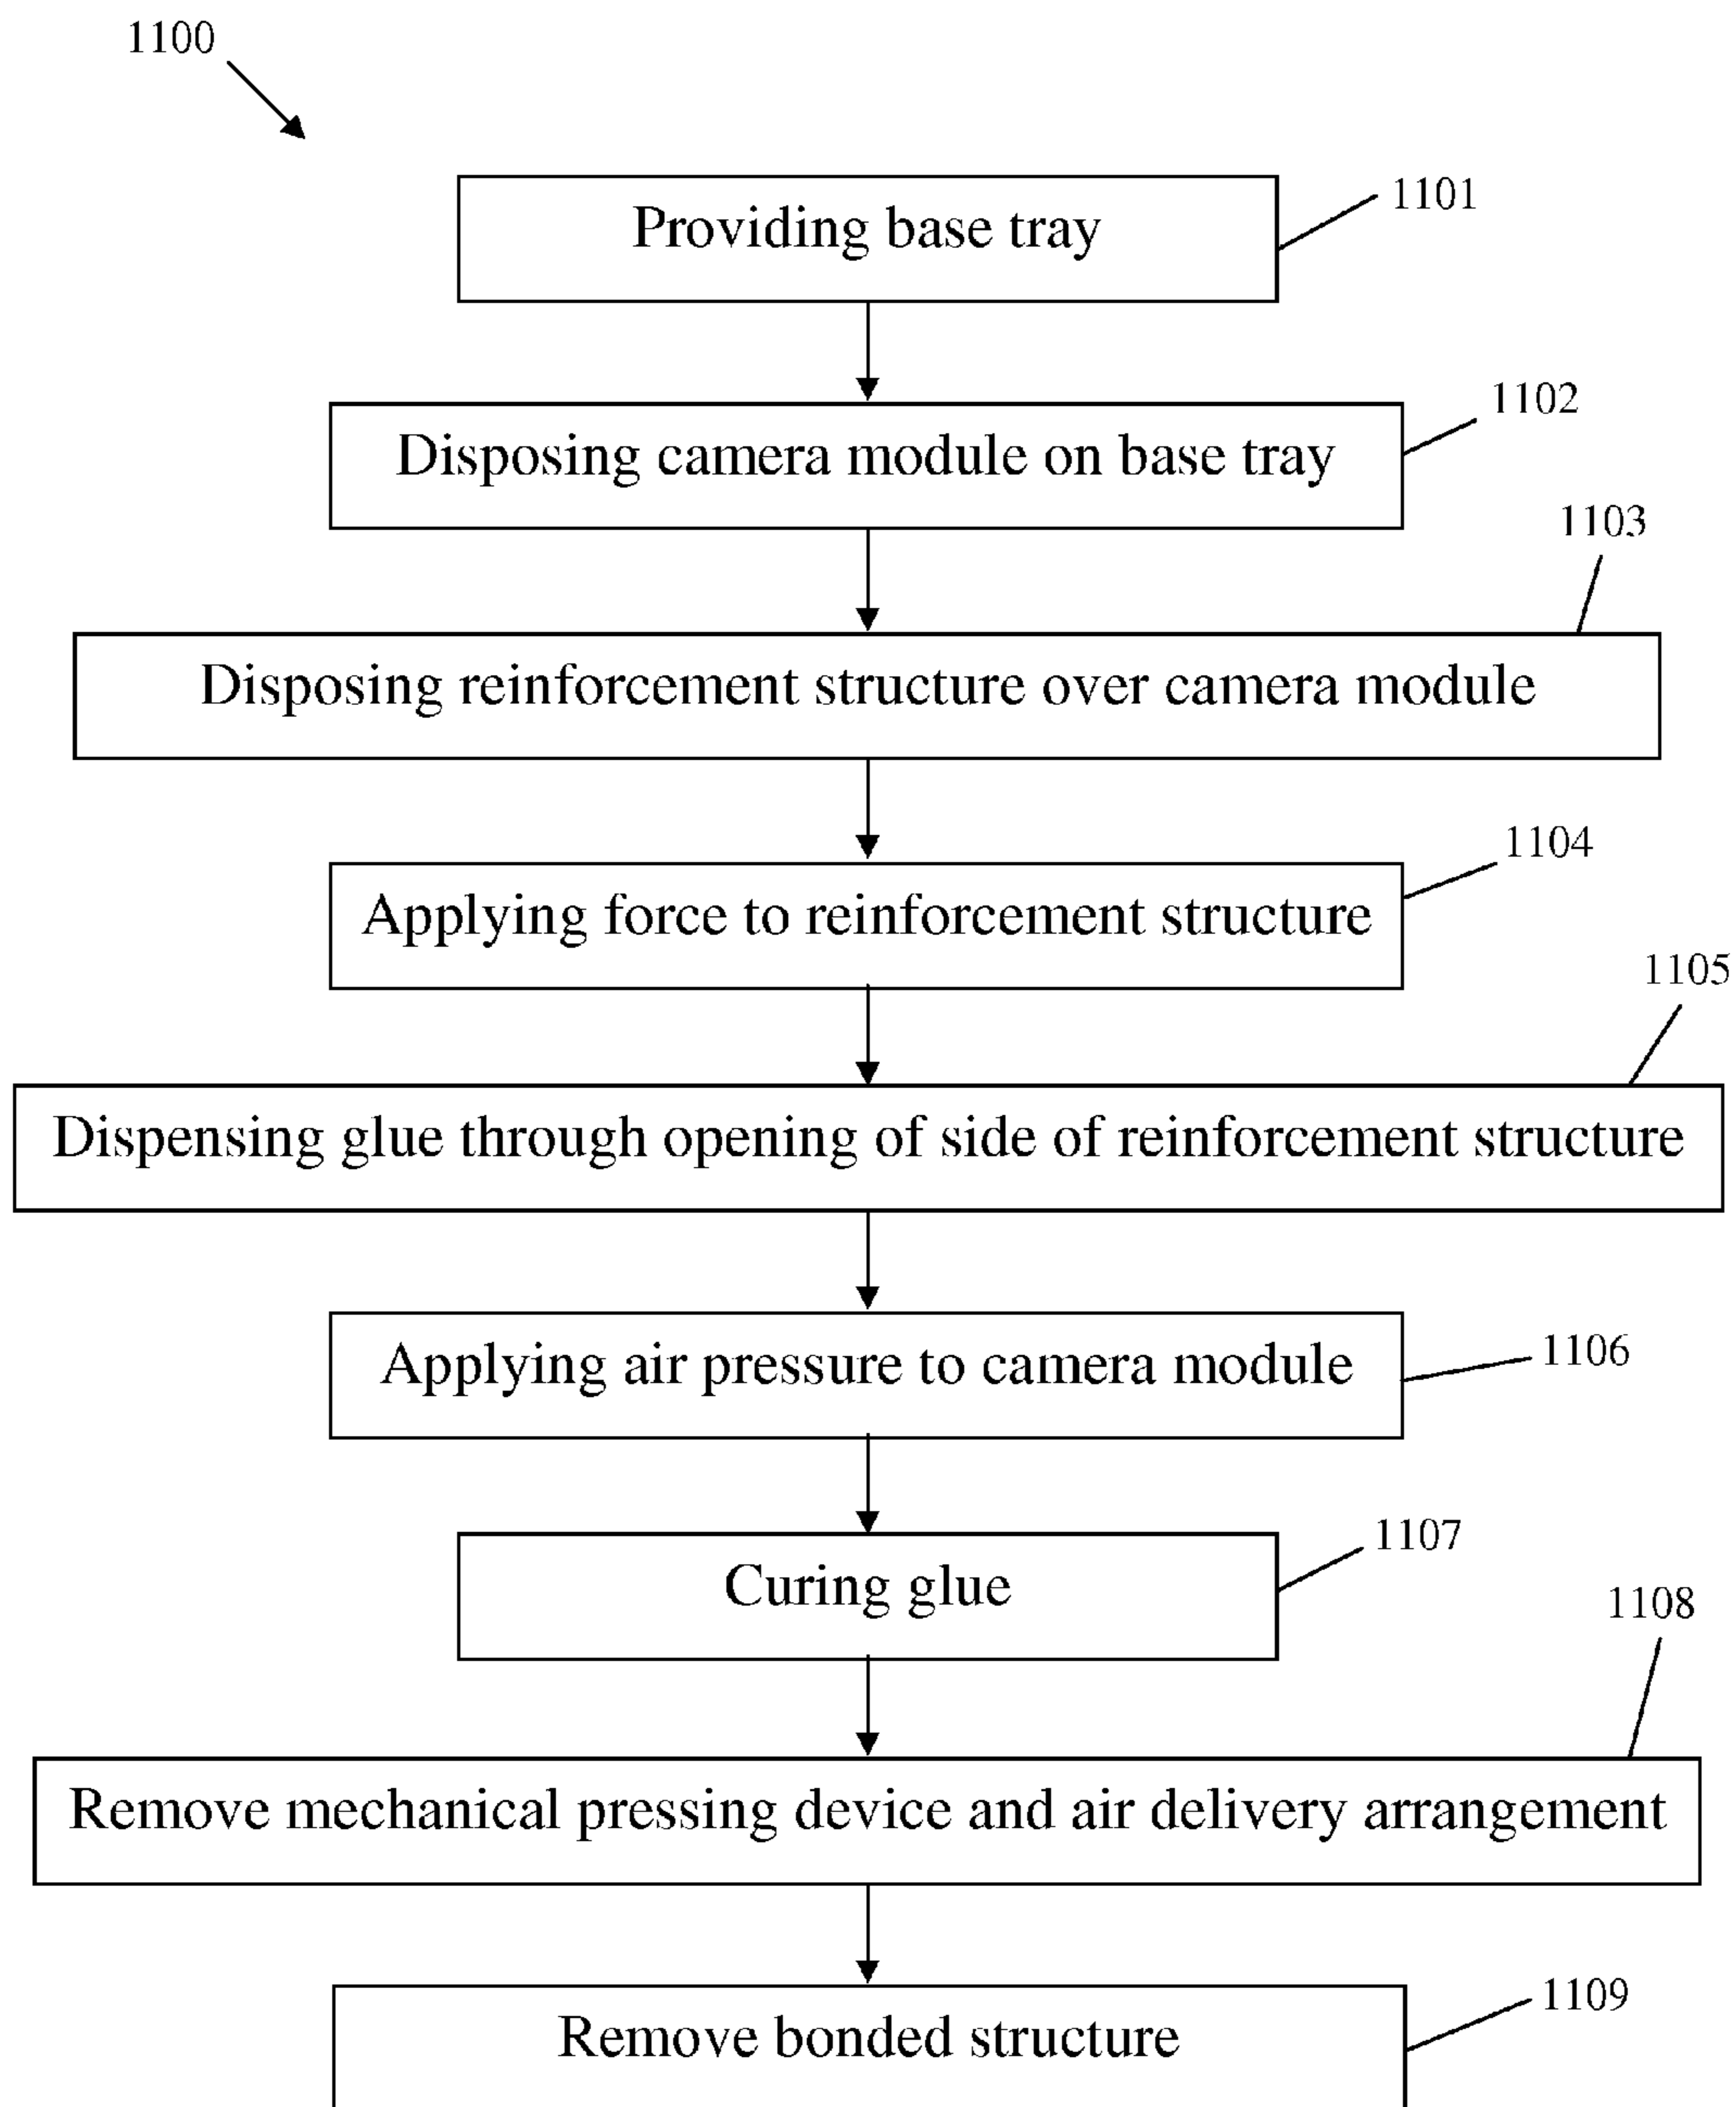 1100
Providing base tray
1101
Disposing camera module on base tray
1102
Disposing reinforcement structure over camera module
1103
Applying force to reinforcement structure
1104
Dispensing glue through opening of side of reinforcement structure
1105
Applying air pressure to camera module
1106
Curing glue
1107
Remove mechanical pressing device and air delivery arrangement
1108
Remove bonded structure
1109